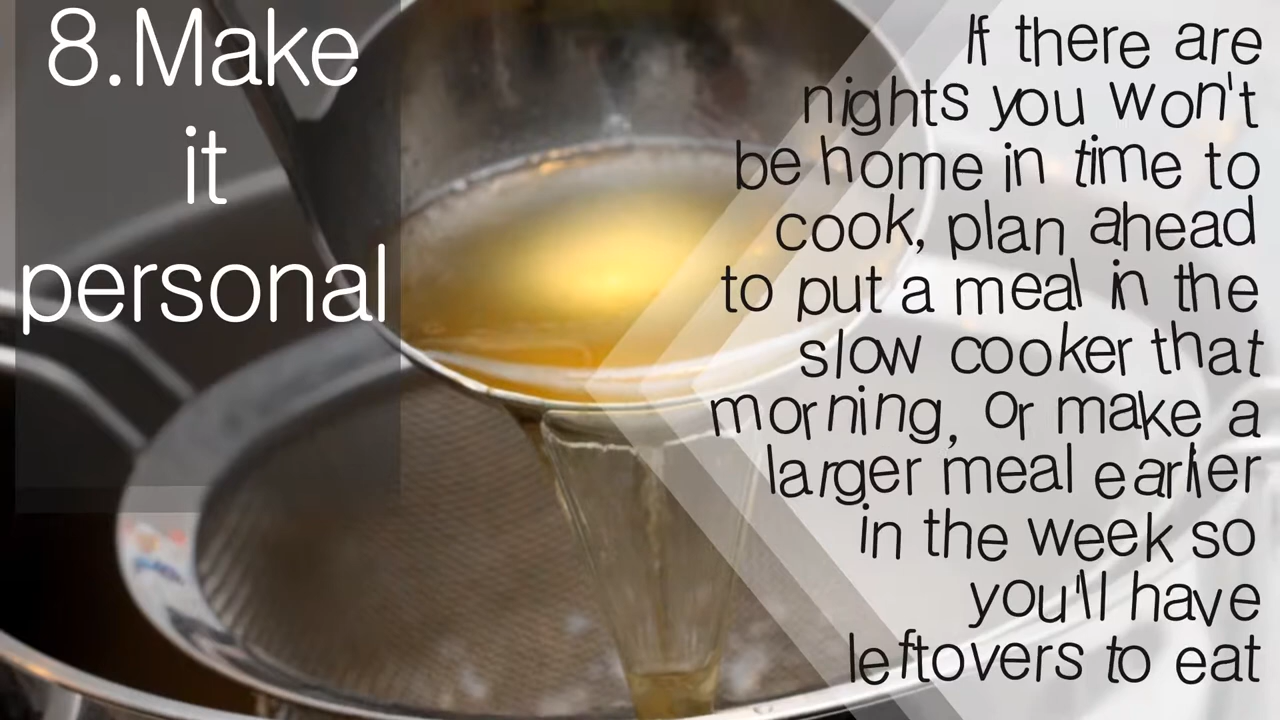 8.Make
it
personal
If there are
nights you won't
be home in time to
cook, plan ahead
to put a meal in the
slow cooker that
morning, or make a
larger meal earlier
in the week so
you'll have
leftovers to eat